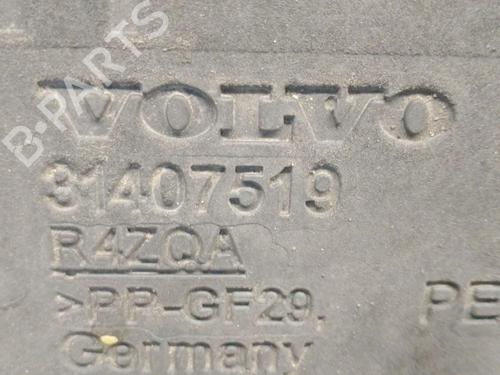 VOLVO
31407519
R4ZQA
>PP-GF29, PE
Germany
B-PARTS